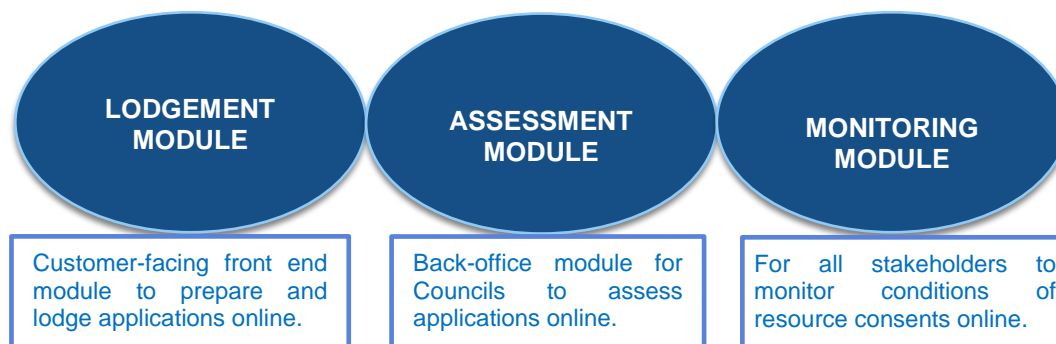 LODGEMENT
MODULE
ASSESSMENT
MODULE
MONITORING
MODULE
Customer-facing front end
module to prepare and
lodge applications online.
Back-office module for
Councils to assess
applications online.
For all stakeholders to
monitor conditions of
resource consents online.